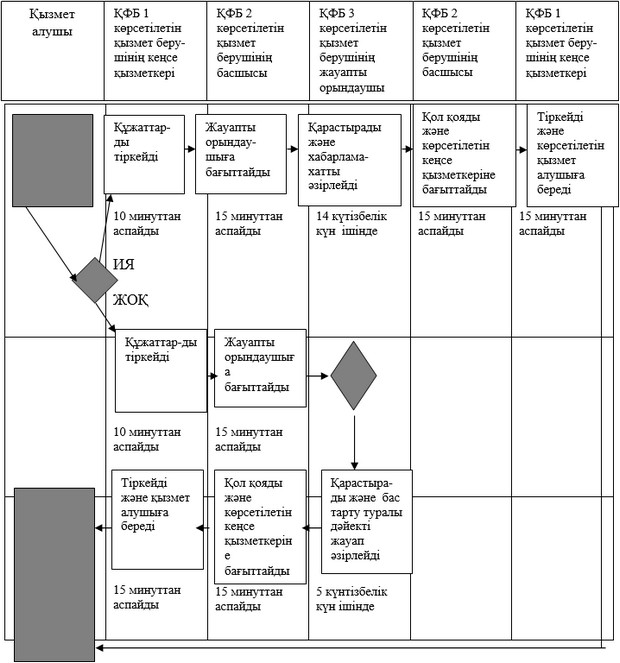 Қызмет
алушы
ҚФБ 1
көрсетілетін
қызмет беру-
шінің кеңсе
қызметкері
ҚФБ 2
көрсетілетін
қызмет
берушінің
басшысы
ҚФБ 3
көрсетілетін
қызмет
берушінің
жауапты
орындаушы
ҚФБ 2
көрсетілетін
қызмет
берушінің
басшысы
ҚФБ 1
көрсетілетін
қызмет беру-
шінің кеңсе
қызметкері
Құжаттар-
ды
тіркейді
Жауапты
орындау-
шыға
бағыттайды
Қарастырады
және
хабарлама-
хатты
әзірлейді
Қол қояды
және
көрсетілетін
кеңсе
қызметкеріне
бағыттайды
Тіркейді
және
көрсетілетін
қызмет
алушыға
береді
10 минуттан
аспайды
15 минуттан
аспайды
14 күтізбелік
күн ішінде
15 минуттан
аспайды
15 минуттан
аспайды
ИЯ
ЖОҚ
Құжаттар-ды
тіркейді
Жауапты
орындаушығ
а
бағыттайды
10 минуттан
аспайды
15 минуттан
аспайды
Тіркейді
және қызмет
алушыға
береді
Қол қояды
және
көрсетілетін
кеңсе
қызметкерін
е
бағыттайды
Қарастыра-
ды және бас
тарту туралы
дәйекті
жауап
әзірлейді
15 минуттан
аспайды
15 минуттан
аспайды
5 күнтізбелік
күн ішінде